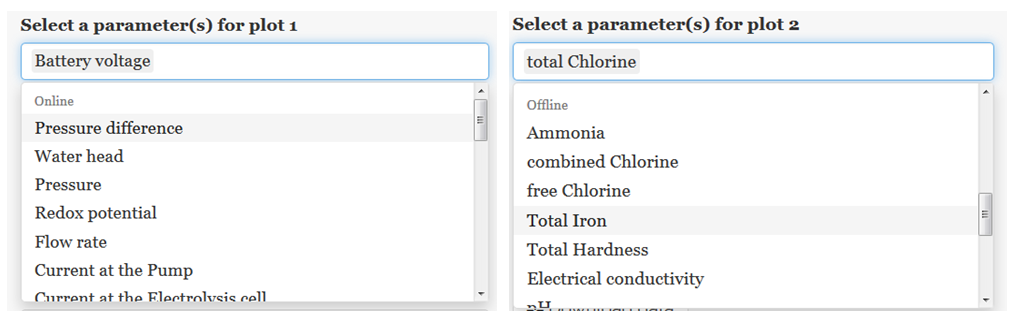 Select a parameter(s) for plot 1
Battery voltage
Online
Pressure difference
Water head
Pressure
Redox potential
Flow rate
Current at the Pump
Current at the Electrolysis cell
Select a parameter(s) for plot 2
total Chlorine
Offline
Ammonia
combined Chlorine
free Chlorine
Total Iron
Total Hardness
Electrical conductivity
pH